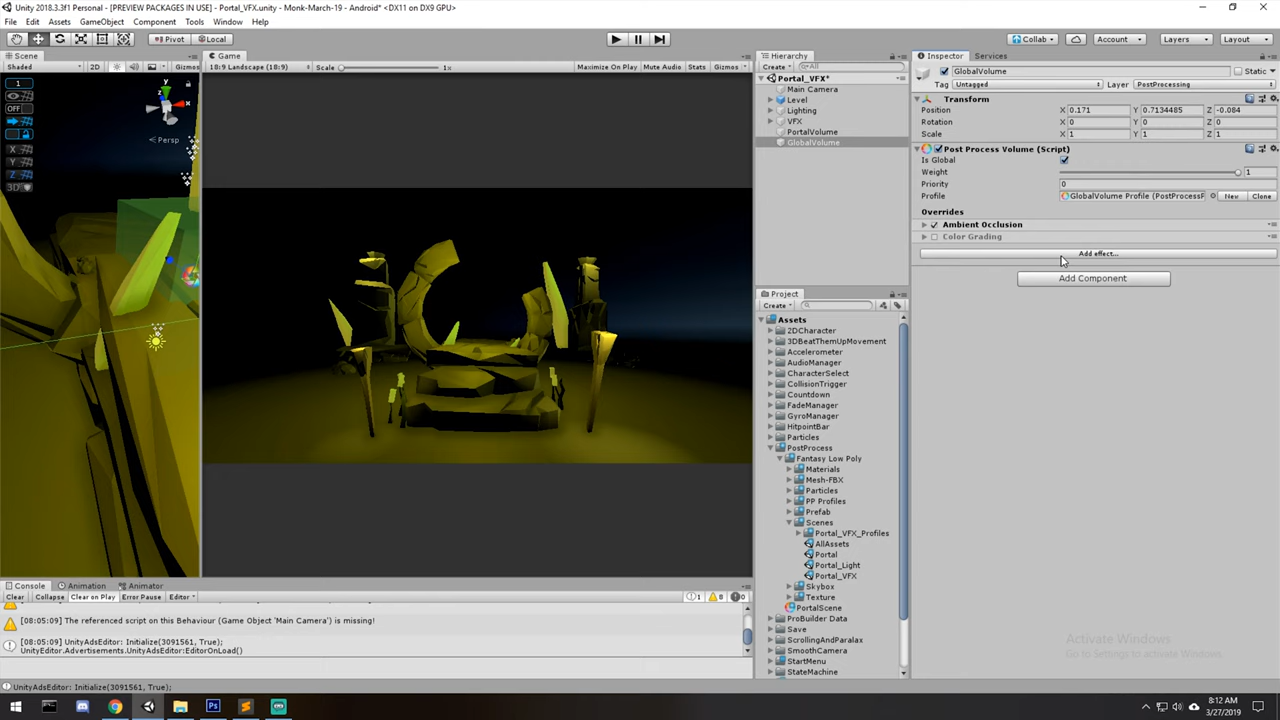 Unity 2018.3.3f1 Personal - [PREVIEW PACKAGES IN USE] - Portal_VFX.unity - Monk-March-19 - Android* <DX11 on DX9 GPU>
File Edit Assets GameObject Component Tools Window Help
Pivot Local Collab Account Layers Layout
Scene Game Hierarchy Inspector Services
Shaded 2D 18:9 Landscape (18:9) Scale 1x Maximize On Play Mute Audio Stats Gizmos Create All
1
OFF
X
Y
Z
3D
y
x
Persp
Portal_VFX*
Main Camera
Level
Lighting
VFX
PortalVolume
GlobalVolume
Project
Create
Assets
2DCharacter
3DBeatThemUpMovement
Accelerometer
AudioManager
CharacterSelect
CollisionTrigger
Countdown
FadeManager
GyroManager
HitpointBar
Particles
PostProcess
Fantasy Low Poly
Materials
Mesh-FBX
Particles
PP Profiles
Prefab
Scenes
Portal_VFX_Profiles
AllAssets
Portal
Portal_Light
Portal_VFX
Skybox
Texture
PortalScene
ProBuilder Data
Save
ScrollingAndParalax
SmoothCamera
StartMenu
StateMachine
GlobalVolume Static
Tag Untagged Layer PostProcessing
Transform
Position X 0.171 Y 0.7134485 Z -0.084
Rotation X 0 Y 0 Z 0
Scale X 1 Y 1 Z 1
Post Process Volume (Script)
Is Global
Weight 1
Priority 0
Profile GlobalVolume Profile (PostProcessF New Clone
Overrides
Ambient Occlusion
Color Grading
Add effect...
Add Component
Console Animation Animator
Clear Collapse Clear on Play Error Pause Editor 1 8 0
[08:05:09] The referenced script on this Behaviour (Game Object 'Main Camera') is missing!
[08:05:09] UnityAdsEditor: Initialize(3091561, True);
UnityEditor.Advertisements.UnityAdsEditor:EditorOnLoad()
UnityAdsEditor: Initialize(3091561, True);
Activate Windows
Go to Settings to activate Windows.
8:12 AM
3/27/2019